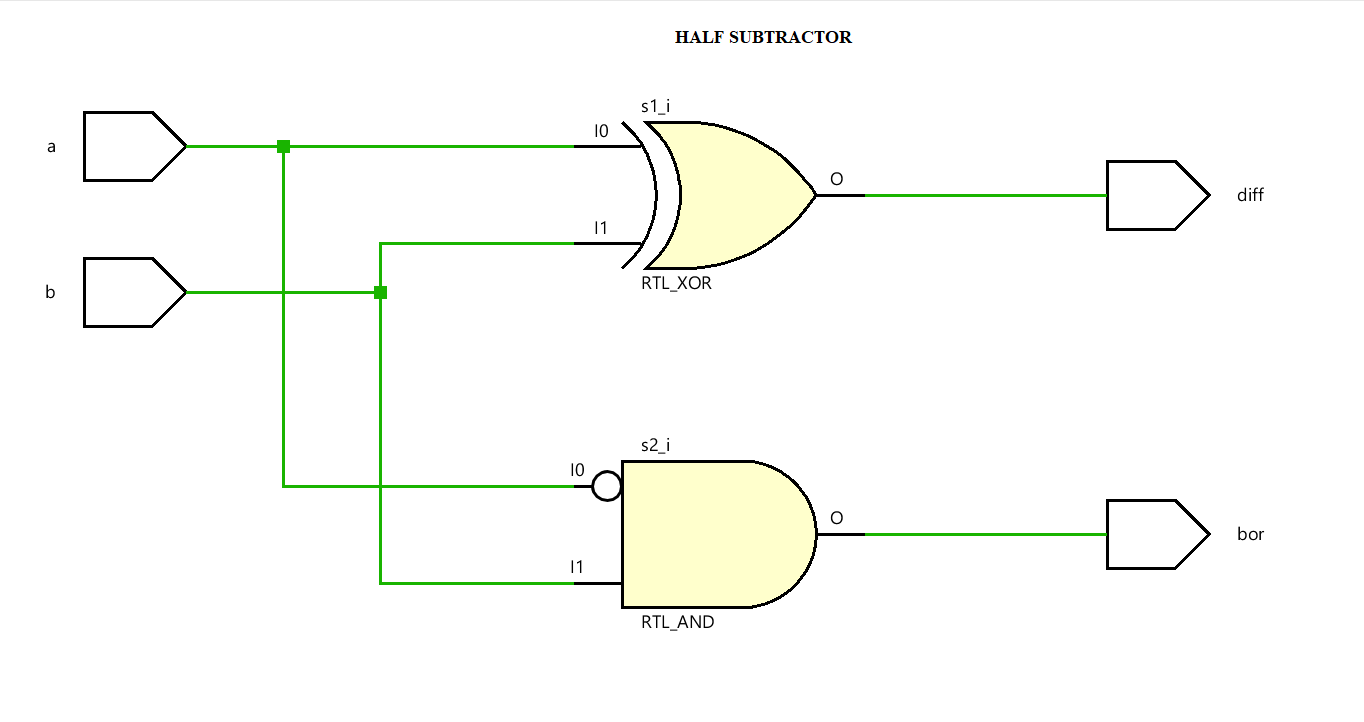 HALF SUBTRACTOR
s1_i
a
I0
O
diff
I1
b
RTL_XOR
s2_i
I0
O
bor
I1
RTL_AND